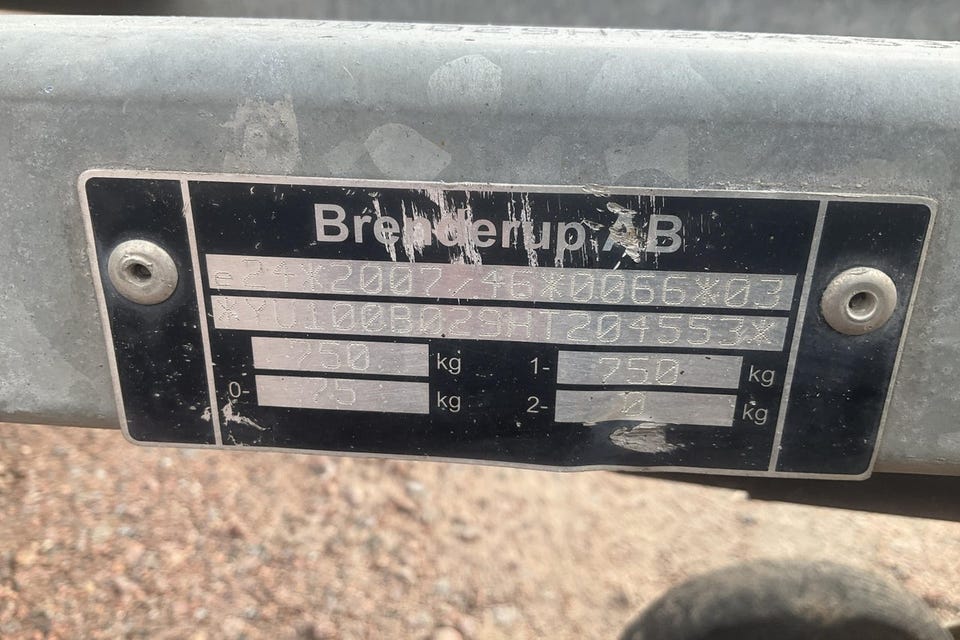 Brenderup AB
e24*2007/46*0066*03
*YU100B029HT204553*
750 kg 1- 750 kg
0- 75 kg 2- 0 kg